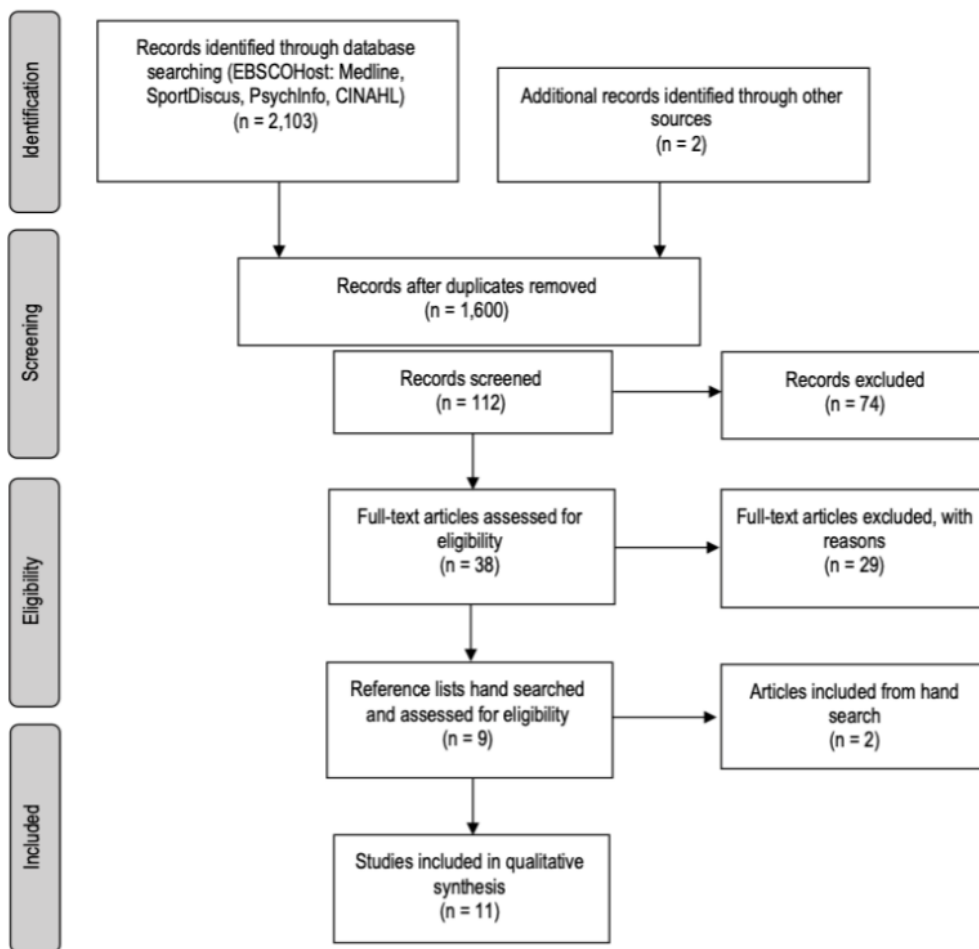 Identification
Records identified through database
searching (EBSCOHost: Medline,
SportDiscus, PsychInfo, CINAHL)
(n = 2,103)
Additional records identified through other
sources
(n = 2)
Screening
Records after duplicates removed
(n = 1,600)
Records screened
(n = 112)
Records excluded
(n = 74)
Eligibility
Full-text articles assessed for
eligibility
(n = 38)
Full-text articles excluded, with
reasons
(n = 29)
Reference lists hand searched
and assessed for eligibility
(n = 9)
Articles included from hand
search
(n = 2)
Included
Studies included in qualitative
synthesis
(n = 11)